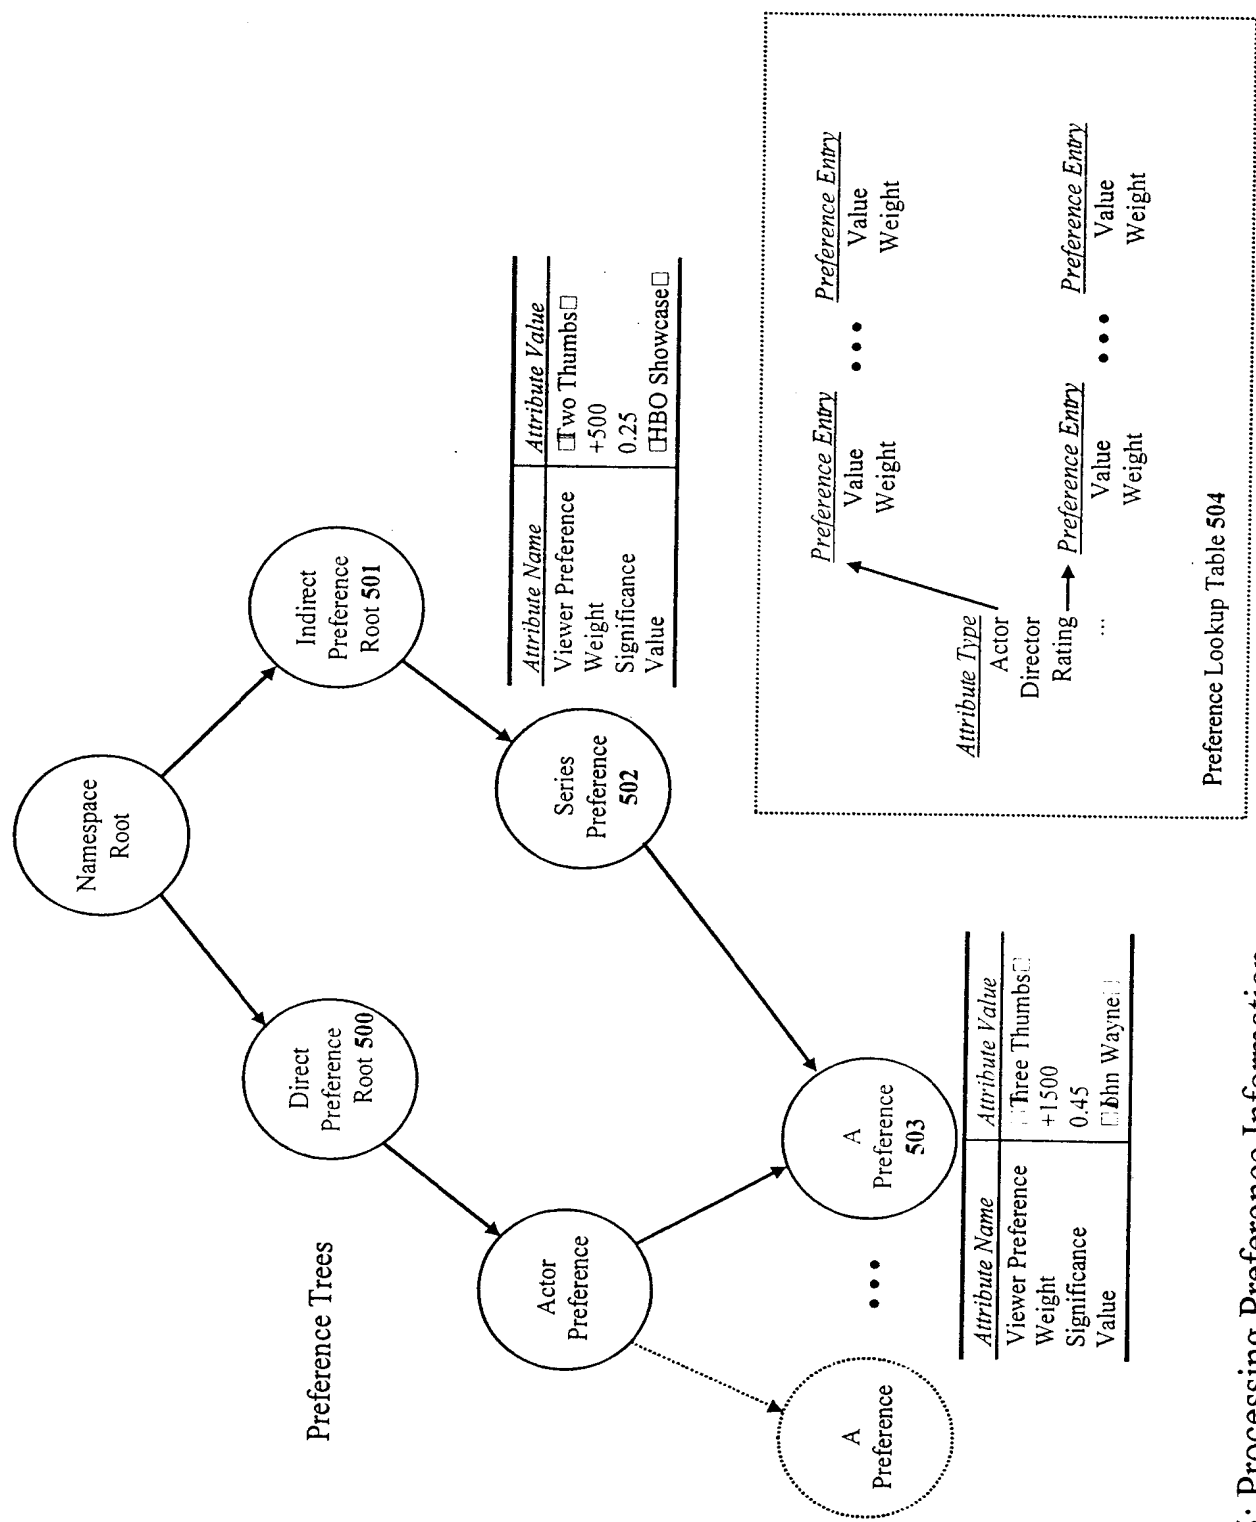 Preference Trees
Namespace
Root
Direct
Preference
Root 500
Indirect
Preference
Root 501
Actor
Preference
Series
Preference
502
A
Preference
A
Preference
503
Attribute Name Attribute Value
Viewer Preference □Two Thumbs□
Weight +500
Significance 0.25
Value □HBO Showcase□
Attribute Name Attribute Value
Viewer Preference □Three Thumbs□
Weight +1500
Significance 0.45
Value □John Wayne□
Attribute Type
Actor
Director
Rating
...
Preference Entry
Value
Weight
•••
Preference Entry
Value
Weight
Preference Entry
Value
Weight
•••
Preference Entry
Value
Weight
Preference Lookup Table 504
: Processing Preference Information